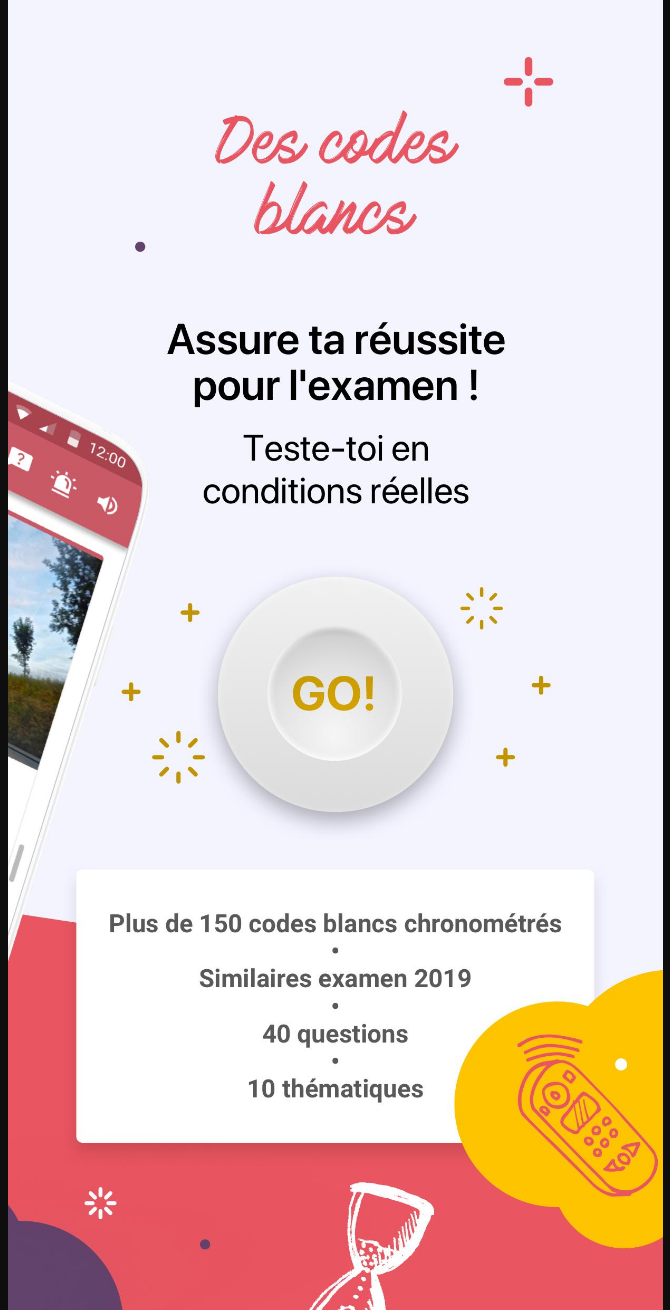 Des codes
blancs
Assure ta réussite
pour l'examen !
Teste-toi en
conditions réelles
12:00
?
GO!
Plus de 150 codes blancs chronométrés
•
Similaires examen 2019
•
40 questions
•
10 thématiques